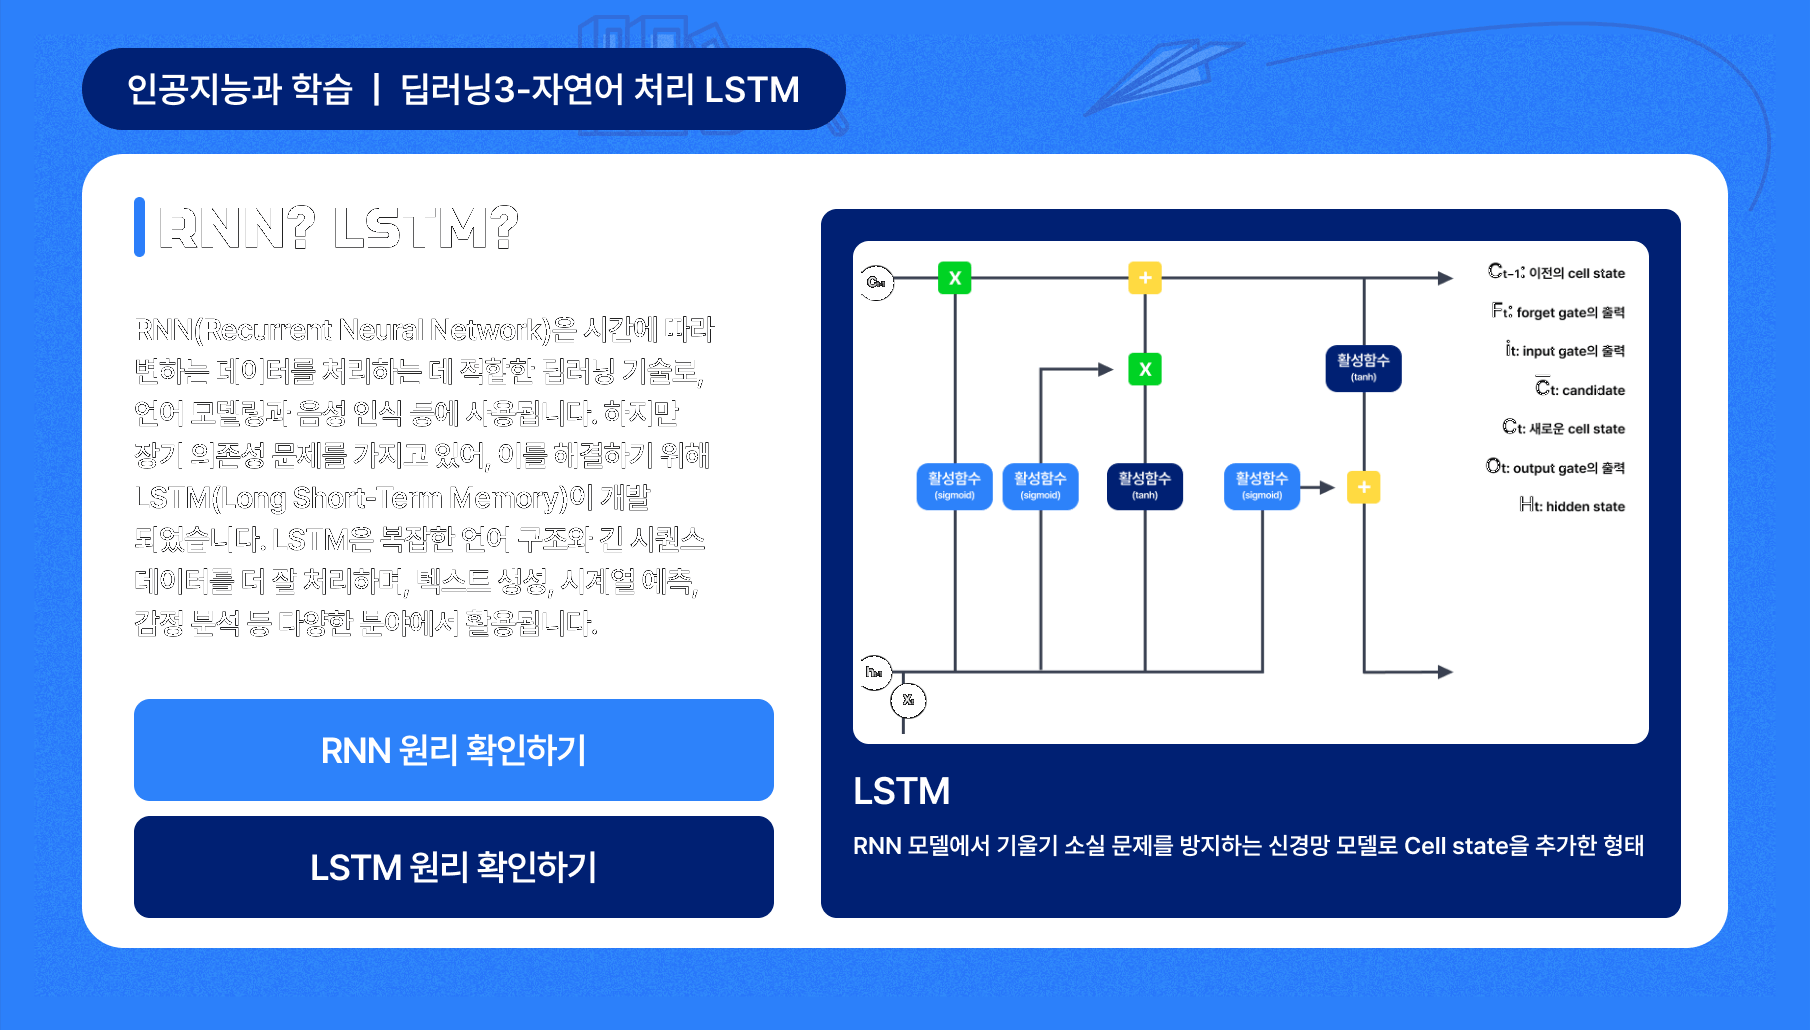 인공지능과 학습 | 딥러닝3-자연어 처리 LSTM
RNN? LSTM?
RNN(Recurrent Neural Network)은 시간에 따라
변하는 데이터를 처리하는 데 적합한 딥러닝 기술로,
언어 모델링과 음성 인식 등에 사용됩니다. 하지만
장기 의존성 문제를 가지고 있어, 이를 해결하기 위해
LSTM(Long Short-Term Memory)이 개발
되었습니다. LSTM은 복잡한 언어 구조와 긴 시퀀스
데이터를 더 잘 처리하며, 텍스트 생성, 시계열 예측,
감정 분석 등 다양한 분야에서 활용됩니다.
RNN 원리 확인하기
LSTM 원리 확인하기
Ct-1
X
+
X
활성함수
(tanh)
활성함수
(sigmoid)
활성함수
(sigmoid)
활성함수
(tanh)
활성함수
(sigmoid)
+
ht-1
Xt
Ct-1: 이전의 cell state
Ft: forget gate의 출력
it: input gate의 출력
C̅t: candidate
Ct: 새로운 cell state
Ot: output gate의 출력
Ht: hidden state
LSTM
RNN 모델에서 기울기 소실 문제를 방지하는 신경망 모델로 Cell state을 추가한 형태